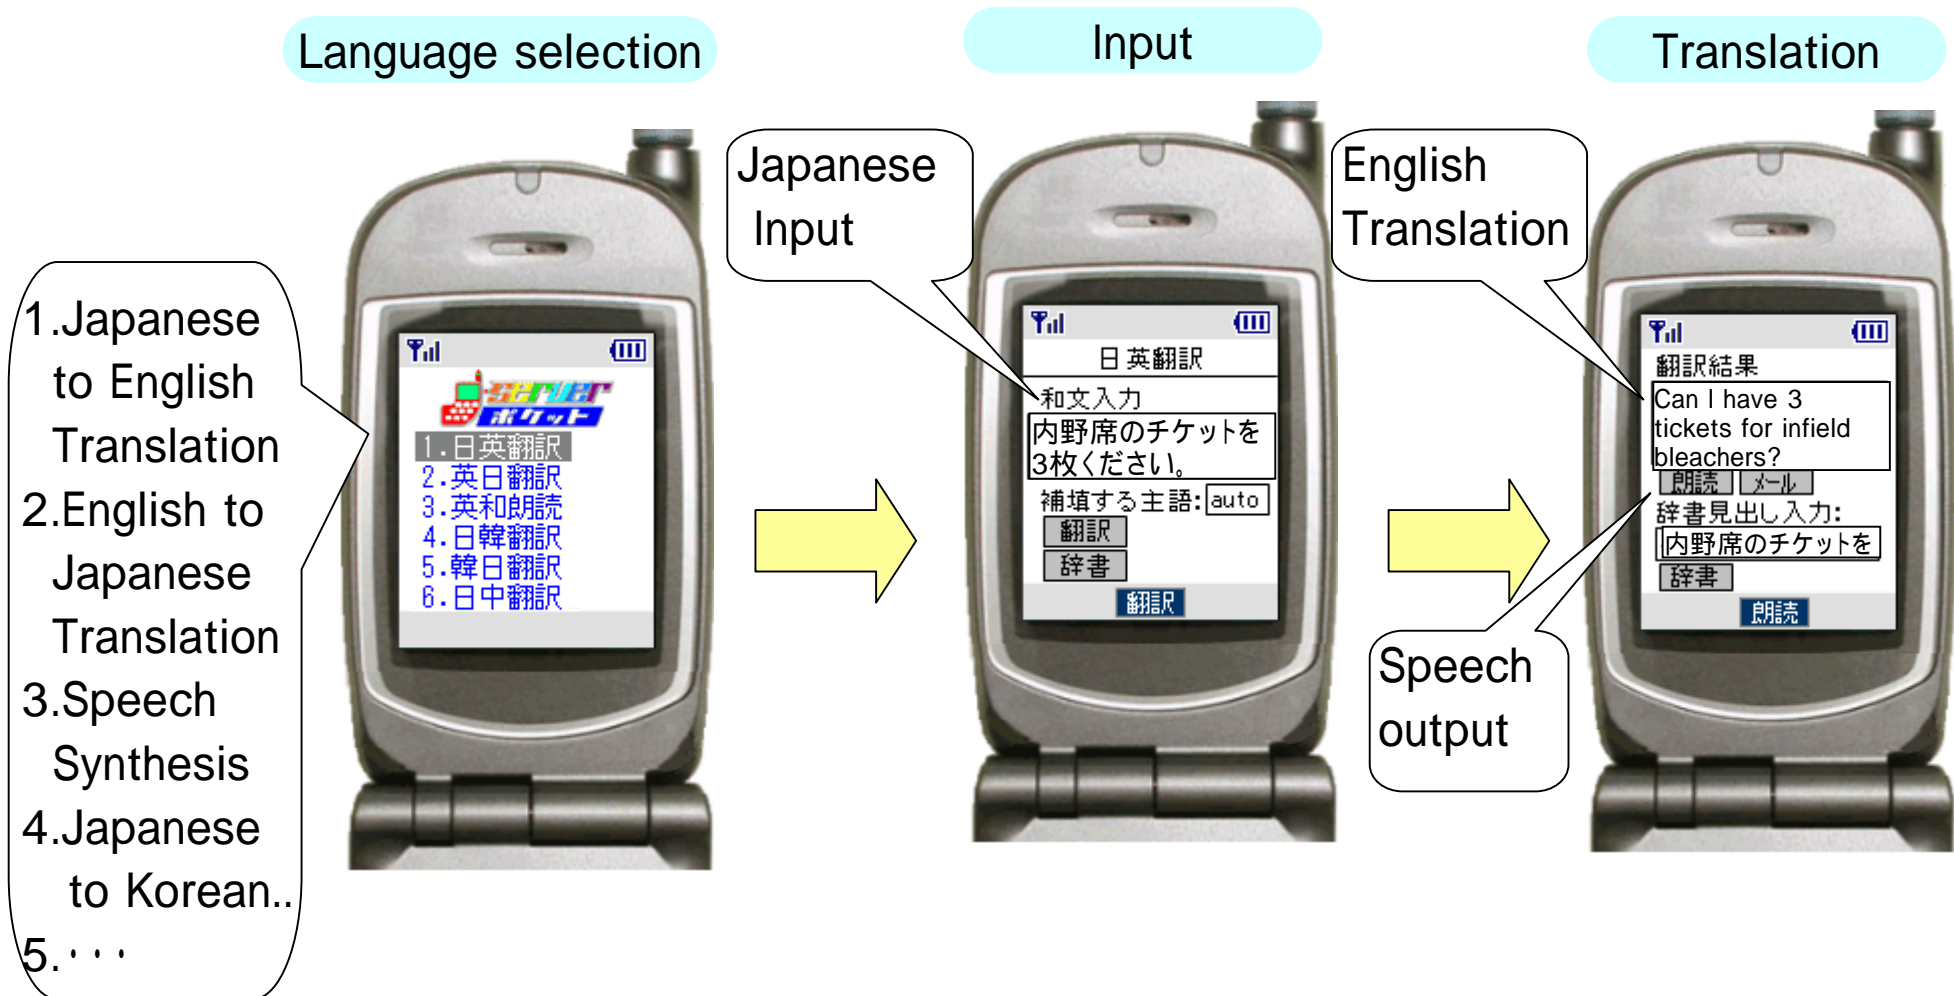 Language selection
Input
Translation
1.Japanese
to English
Translation
2.English to
Japanese
Translation
3.Speech
Synthesis
4.Japanese
to Korean..
5.・・・
J-SERVER
ポケット
1.日英翻訳
2.英日翻訳
3.英和朗読
4.日韓翻訳
5.韓日翻訳
6.日中翻訳
Japanese
Input
日英翻訳
和文入力
内野席のチケットを
3枚ください。
補填する主語:auto
翻訳
辞書
翻訳
English
Translation
翻訳結果
Can I have 3
tickets for infield
bleachers?
朗読 メール
辞書見出し入力:
内野席のチケットを
辞書
朗読
Speech
output